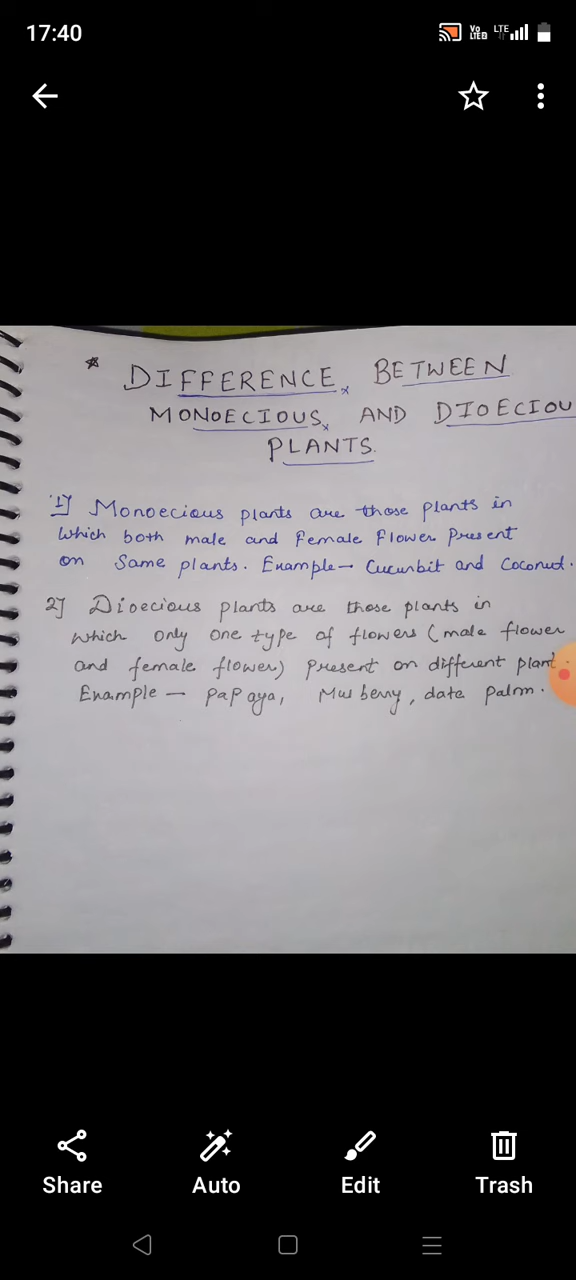 17:40
Vo LTE LTE
* DIFFERENCE BETWEEN
MONOECIOUS AND DIOECIOU
PLANTS.
1] Monoecious plants are those plants in
which both male and female flower present
on same plants. Example - Cucurbit and Coconut.
2] Dioecious plants are those plants in
which only one type of flowers (male flower
and female flower) present on different plant.
Example - papaya, Mulberry, date palm.
Share
Auto
Edit
Trash